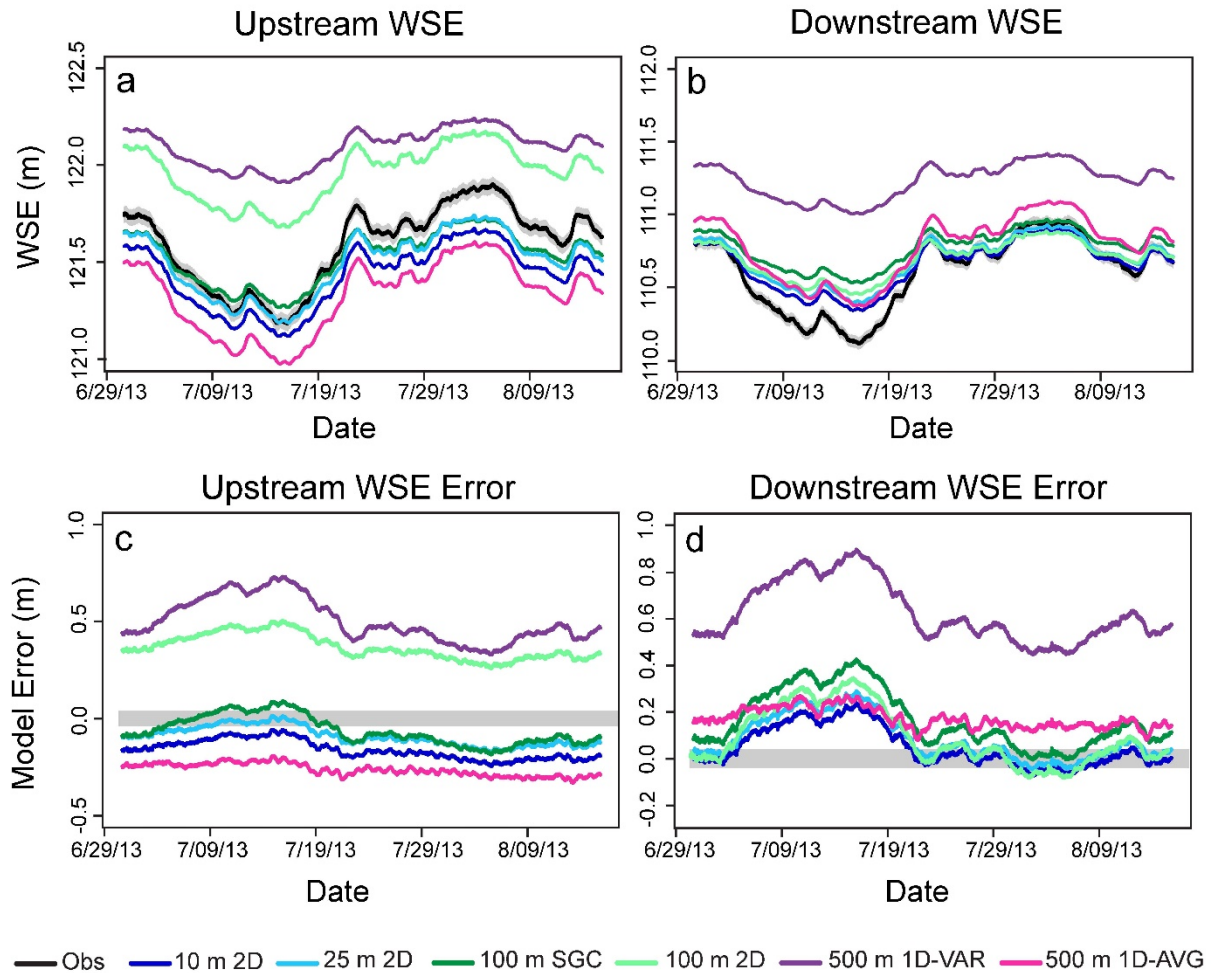 Upstream WSE
Downstream WSE
a
b
WSE (m)
122.5
122.0
121.5
121.0
112.0
111.5
111.0
110.5
110.0
6/29/13 7/09/13 7/19/13 7/29/13 8/09/13
6/29/13 7/09/13 7/19/13 7/29/13 8/09/13
Date
Date
Upstream WSE Error
Downstream WSE Error
c
d
Model Error (m)
1.0
0.5
0.0
-0.5
1.0
0.8
0.6
0.4
0.2
0.0
-0.2
6/29/13 7/09/13 7/19/13 7/29/13 8/09/13
6/29/13 7/09/13 7/19/13 7/29/13 8/09/13
Date
Date
Obs 10 m 2D 25 m 2D 100 m SGC 100 m 2D 500 m 1D-VAR 500 m 1D-AVG